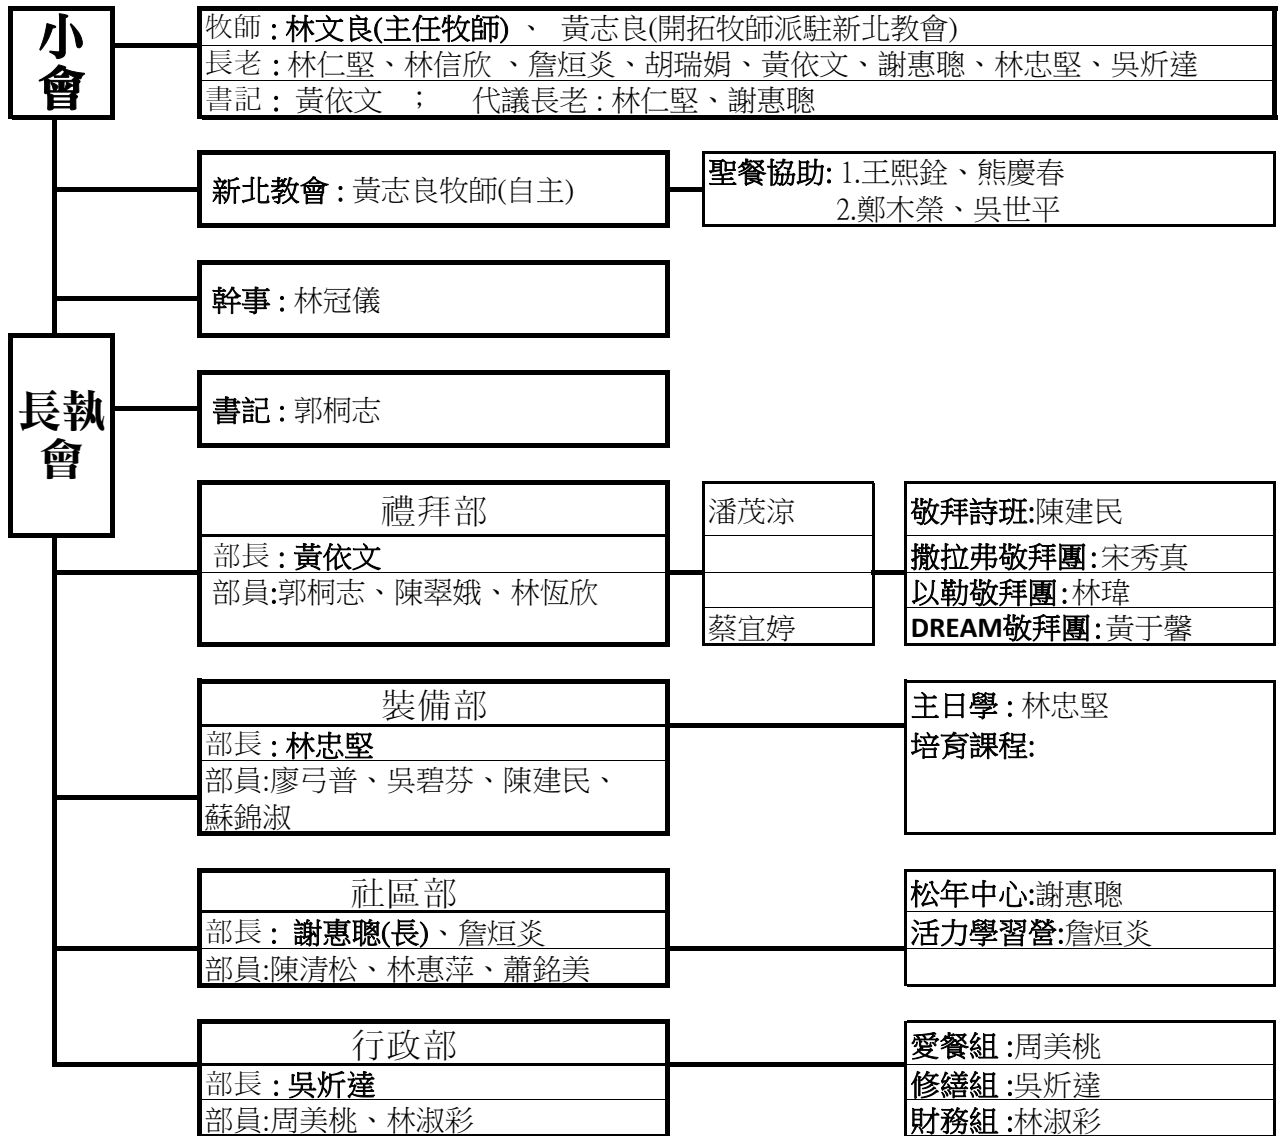 小會
牧師 : 林文良(主任牧師) 、 黃志良(開拓牧師派駐新北教會)
長老 : 林仁堅、林信欣 、詹烜炎、胡瑞娟、黃依文、謝惠聰、林忠堅、吳炘達
書記 : 黃依文 ； 代議長老 : 林仁堅、謝惠聰
新北教會 : 黃志良牧師(自主)
聖餐協助: 1.王熙銓、熊慶春
2.鄭木榮、吳世平
幹事 : 林冠儀
長執會
書記 : 郭桐志
禮拜部
部長 : 黃依文
部員:郭桐志、陳翠娥、林恆欣
潘茂涼
蔡宜婷
敬拜詩班:陳建民
撒拉弗敬拜團:宋秀真
以勒敬拜團:林瑋
DREAM敬拜團:黃于馨
裝備部
部長 : 林忠堅
部員:廖弓普、吳碧芬、陳建民、
蘇錦淑
主日學 : 林忠堅
培育課程:
社區部
部長 : 謝惠聰(長)、詹烜炎
部員:陳清松、林惠萍、蕭銘美
松年中心:謝惠聰
活力學習營:詹烜炎
行政部
部長 : 吳炘達
部員:周美桃、林淑彩
愛餐組 :周美桃
修繕組 :吳炘達
財務組 :林淑彩